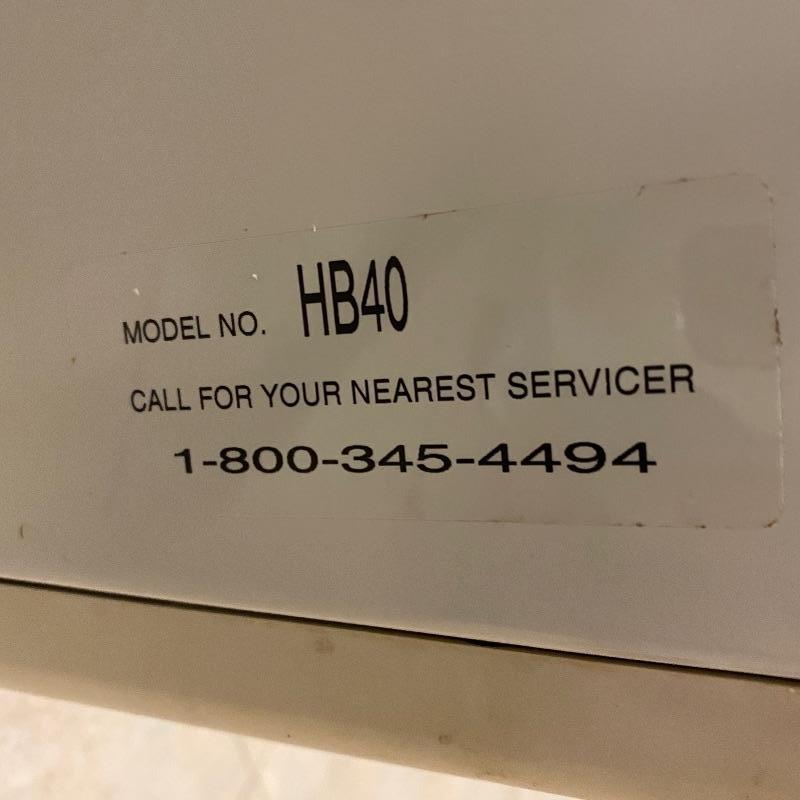 MODEL NO. HB40
CALL FOR YOUR NEAREST SERVICER
1-800-345-4494